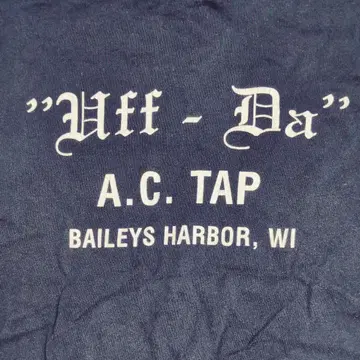 "Uff - Da"
A.C. TAP
BAILEYS HARBOR, WI